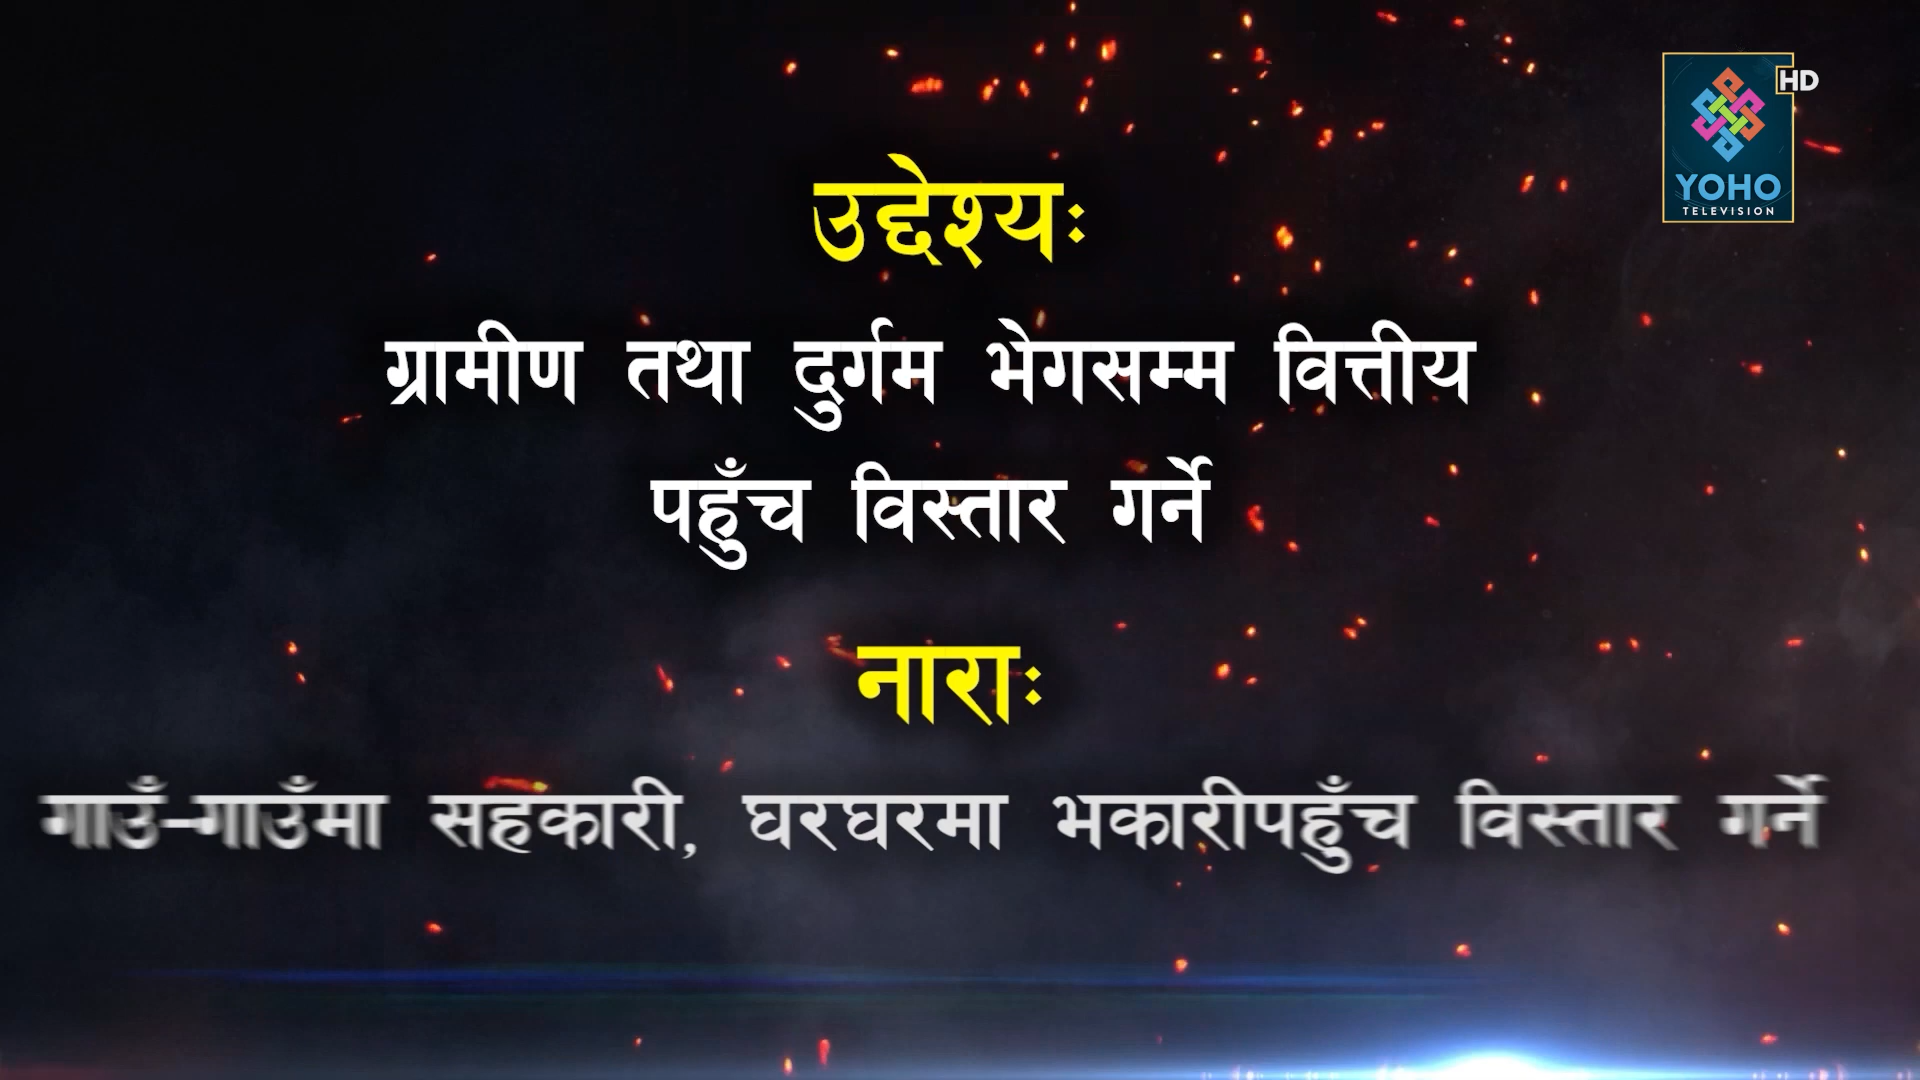 HD
YOHO
TELEVISION
उद्देश्यः
ग्रामीण तथा दुर्गम भेगसम्म वित्तीय
पहुँच विस्तार गर्ने
नाराः
गाउँ-गाउँमा सहकारी, घरघरमा भकारीपहुँच विस्तार गर्ने